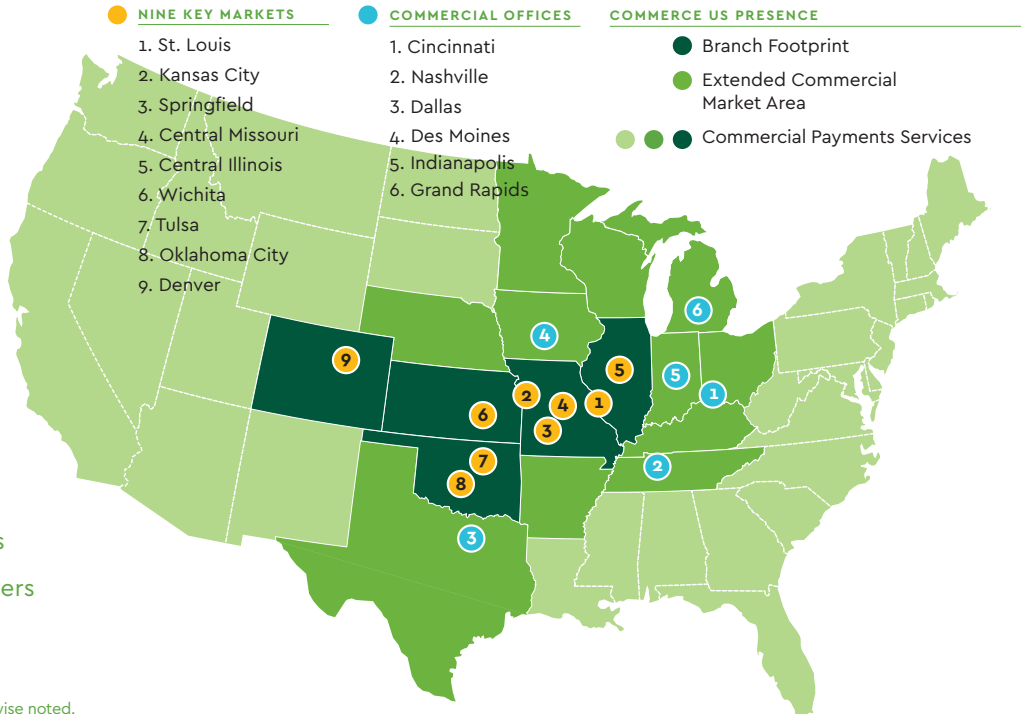 NINE KEY MARKETS
1. St. Louis
2. Kansas City
3. Springfield
4. Central Missouri
5. Central Illinois
6. Wichita
7. Tulsa
8. Oklahoma City
9. Denver
COMMERCIAL OFFICES
1. Cincinnati
2. Nashville
3. Dallas
4. Des Moines
5. Indianapolis
6. Grand Rapids
COMMERCE US PRESENCE
Branch Footprint
Extended Commercial
Market Area
Commercial Payments Services
6
4
9
5
5
2
4
1
1
6
3
7
2
8
3
s
ers
vise noted.